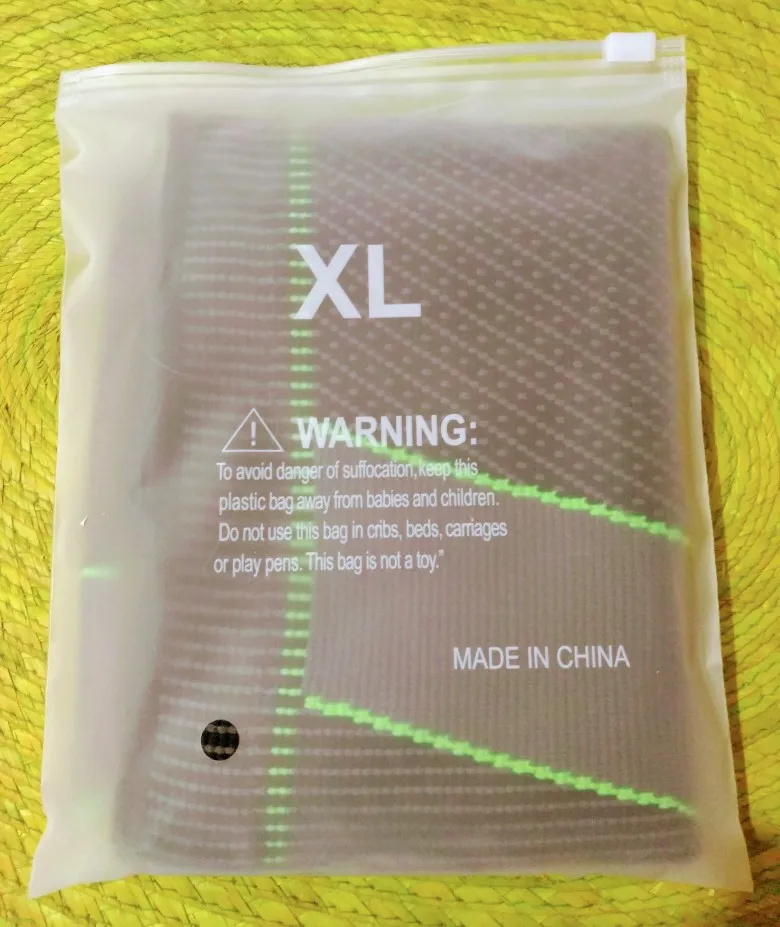 XL
WARNING:
To avoid danger of suffocation, keep this
plastic bag away from babies and children.
Do not use this bag in cribs, beds, carriages
or play pens. This bag is not a toy."
MADE IN CHINA